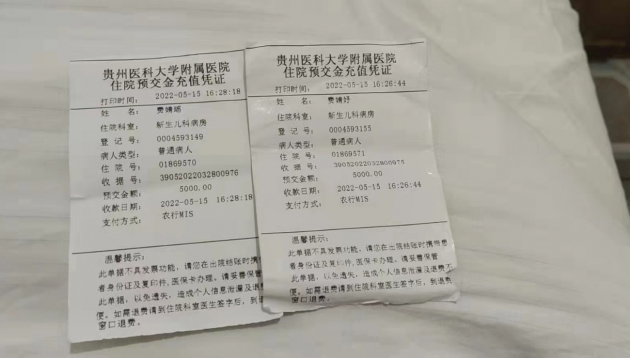 贵州医科大学附属医院
住院预交金充值凭证
打印时间： 2022-05-15 16:28:18
姓 名： 费婧
住院科室： 新生儿科病房
登 记 号： 0004593149
病人类型： 普通病人
住 院 号： 01869570
收 据 号： 39052022032800976
预交金额： 5000.00
收款日期： 2022-05-15 16:28:18
支付方式： 农行MIS
温馨提示：
此单据不具发票功能，请您在出院结账时携带患
者身份证及复印件,医保卡办理。请妥善保管
此单据，以免遗失，造成个人信息泄漏及退费不
便。如需退费请到住院科室医生签字后，到
窗口退费。
贵州医科大学附属医院
住院预交金充值凭证
打印时间： 2022-05-15 16:26:44
姓 名： 费婧妤
住院科室： 新生儿科病房
登 记 号： 0004593155
病人类型： 普通病人
住 院 号： 01869571
收 据 号： 39052022032800975
预交金额： 5000.00
收款日期： 2022-05-15 16:26:44
支付方式： 农行MIS
温馨提示：
此单据不具发票功能，请您在出院结账时携带患
者身份证及复印件,医保卡办理。请妥善保管
此单据，以免遗失，造成个人信息泄漏及退费不
便。如需退费请到住院科室医生签字后，到退费
窗口退费。